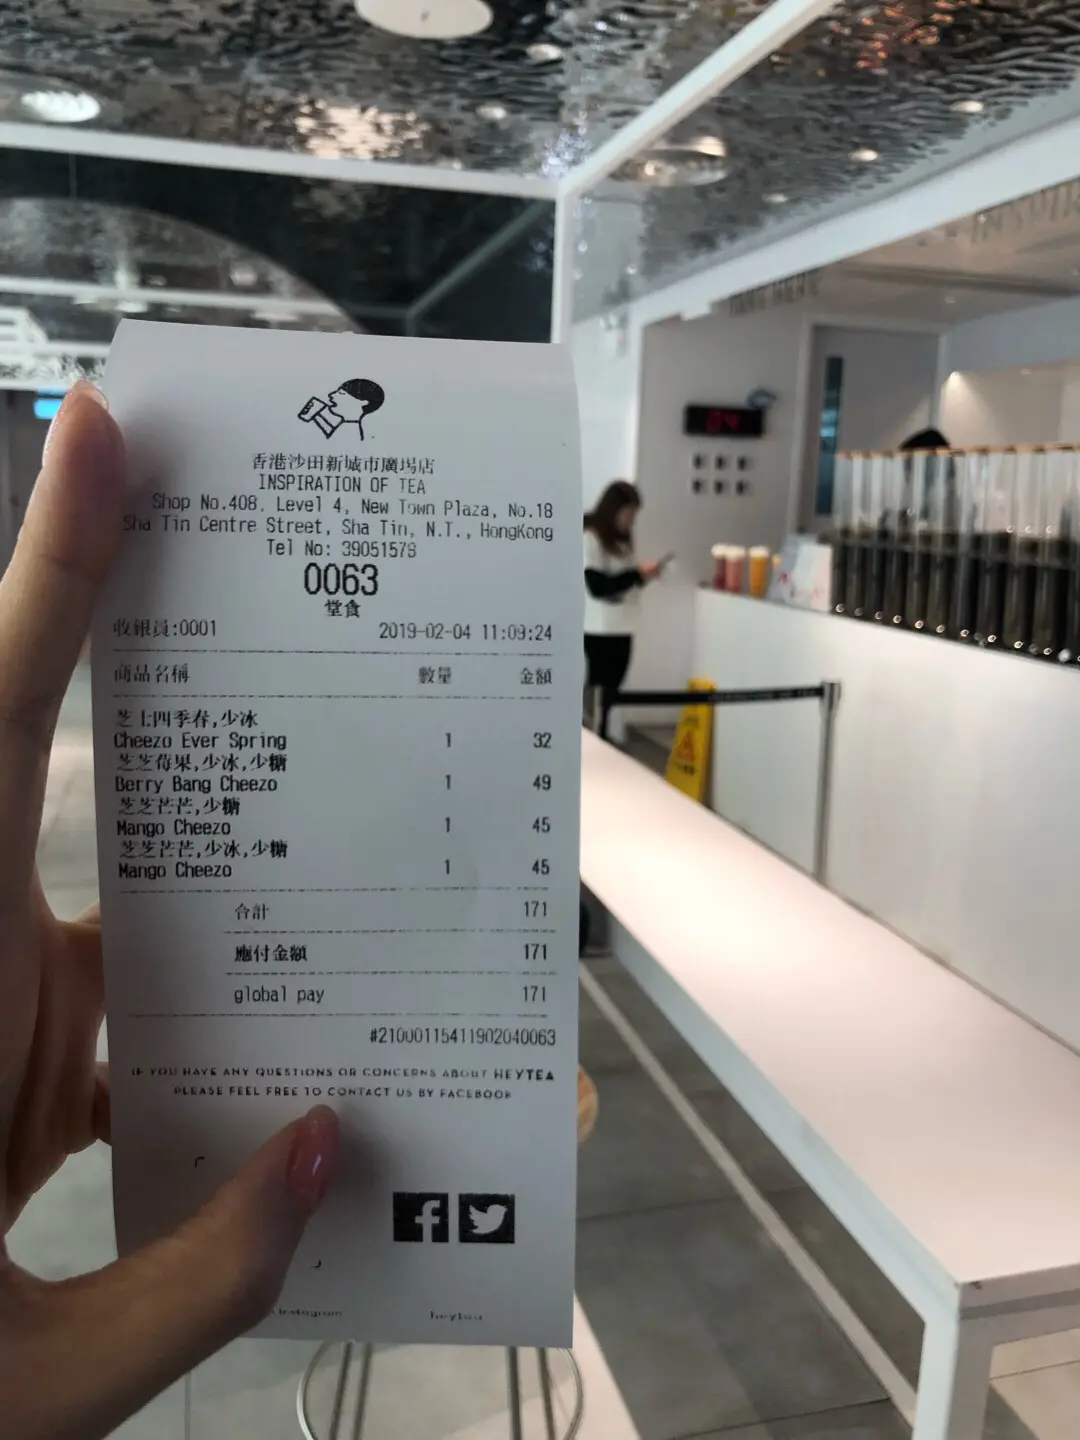 香港沙田新城市廣場店
INSPIRATION OF TEA
Shop No.408, Level 4, New Town Plaza, No.18
Sha Tin Centre Street, Sha Tin, N.T., HongKong
Tel No: 39051578
0063
堂食
收銀員:0001 2019-02-04 11:09:24
商品名稱 數量 金額
芝士四季春,少冰
Cheezo Ever Spring 1 32
芝芝莓果,少冰,少糖
Berry Bang Cheezo 1 49
芝芝芒芒,少糖
Mango Cheezo 1 45
芝芝芒芒,少冰,少糖
Mango Cheezo 1 45
合計 171
應付金額 171
global pay 171
#21000115411902040063
IF YOU HAVE ANY QUESTIONS OR CONCERNS ABOUT HEYTEA
PLEASE FEEL FREE TO CONTACT US BY FACEBOOK
instagram heytea